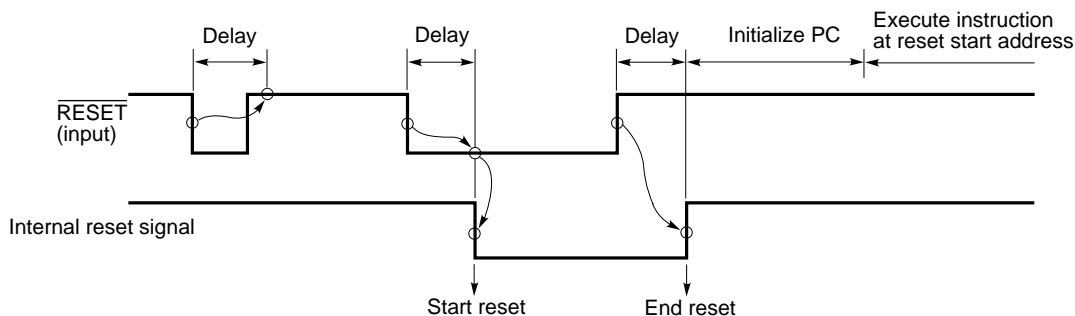 Delay
Delay
Delay
Initialize PC
Execute instruction
at reset start address
RESET
(input)
Internal reset signal
Start reset
End reset